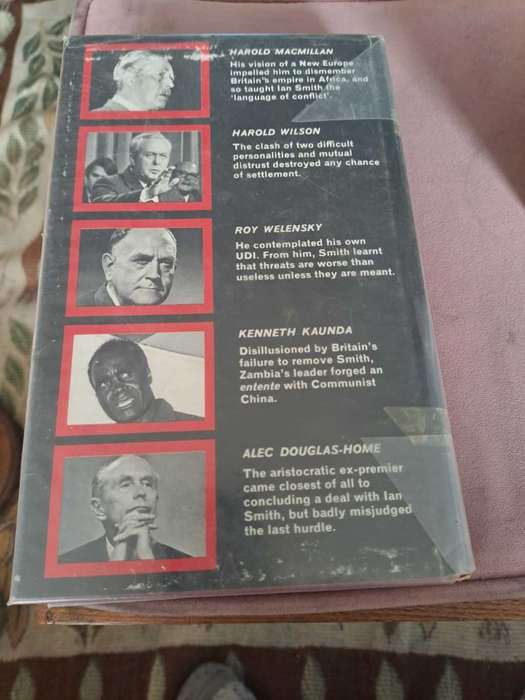 HAROLD MACMILLAN
His vision of a New Europe
impelled him to dismember
Britain's empire in Africa, and
so taught Ian Smith the
'language of conflict'.
HAROLD WILSON
The clash of two difficult
personalities and mutual
distrust destroyed any chance
of settlement.
ROY WELENSKY
He contemplated his own
UDI. From him, Smith learnt
that threats are worse than
useless unless they are meant.
KENNETH KAUNDA
Disillusioned by Britain's
failure to remove Smith,
Zambia's leader forged an
entente with Communist
China.
ALEC DOUGLAS-HOME
The aristocratic ex-premier
came closest of all to
concluding a deal with Ian
Smith, but badly misjudged
the last hurdle.